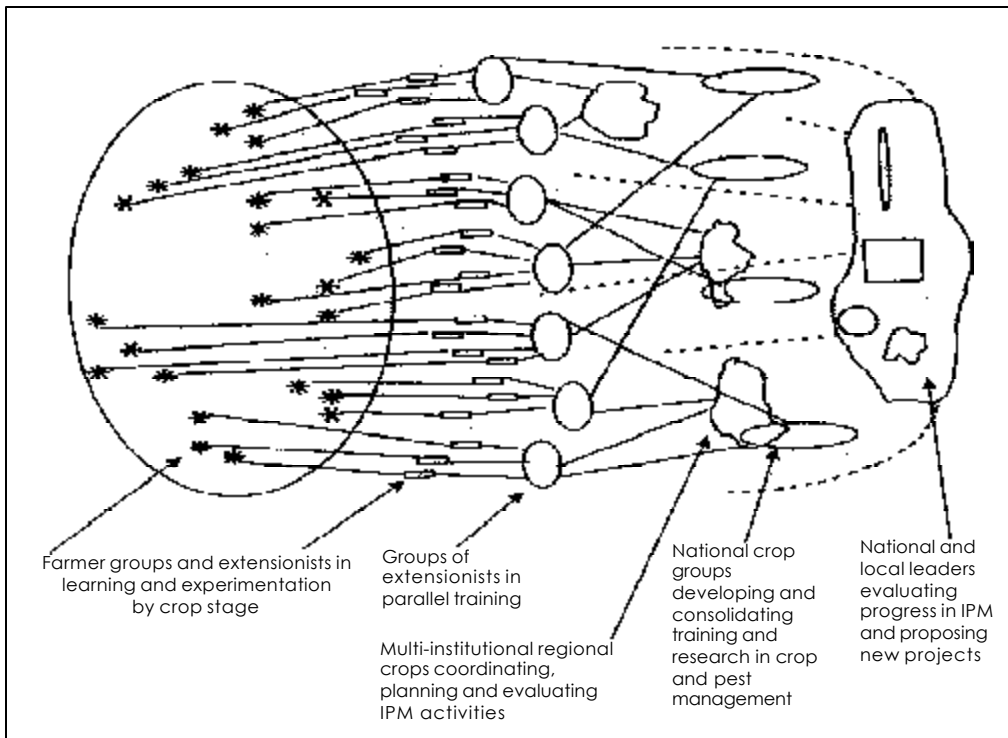 Farmer groups and extensionists in
learning and experimentation
by crop stage
Groups of
extensionists in
parallel training
Multi-institutional regional
crops coordinating,
planning and evaluating
IPM activities
National crop
groups
developing and
consolidating
training and
research in crop
and pest
management
National and
local leaders
evaluating
progress in IPM
and proposing
new projects